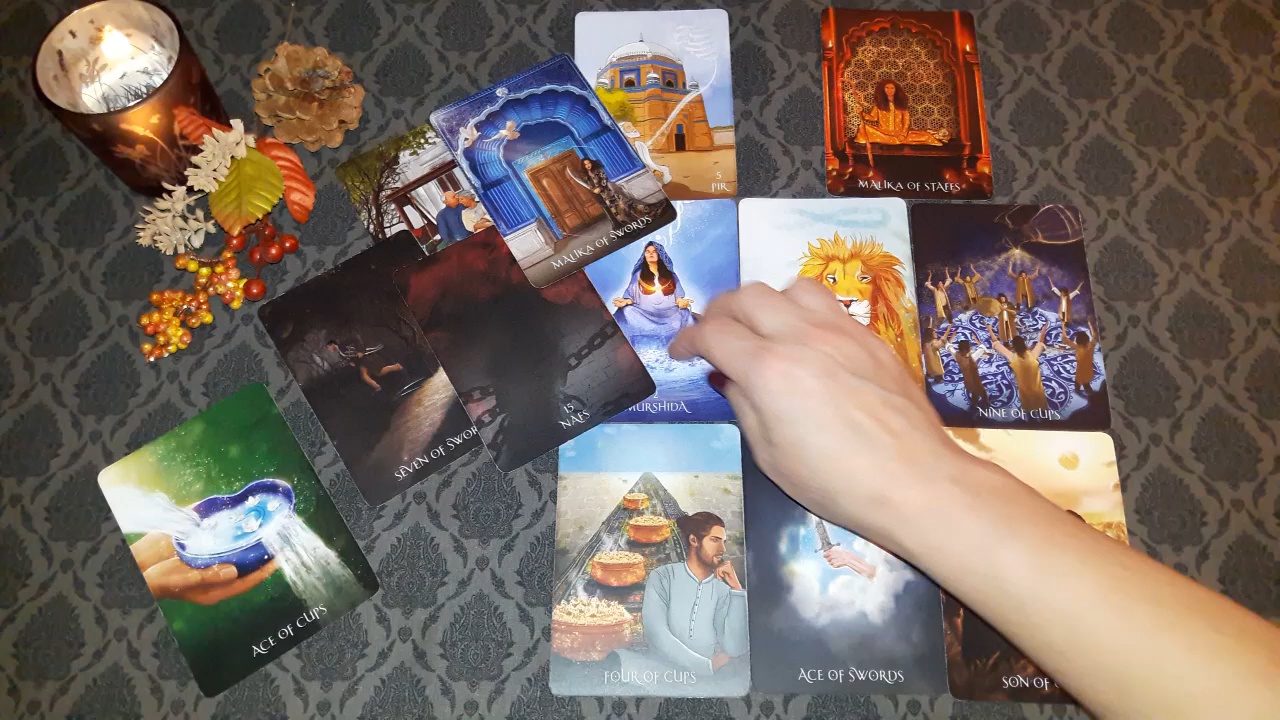 5
PIR
MALIKA OF STAFFS
MALIKA OF SWORDS
MURSHIDA
NINE OF CUPS
15
NAFS
SEVEN OF SWOR
ACE OF CUPS
FOUR OF CUPS
ACE OF SWORDS
SON OF